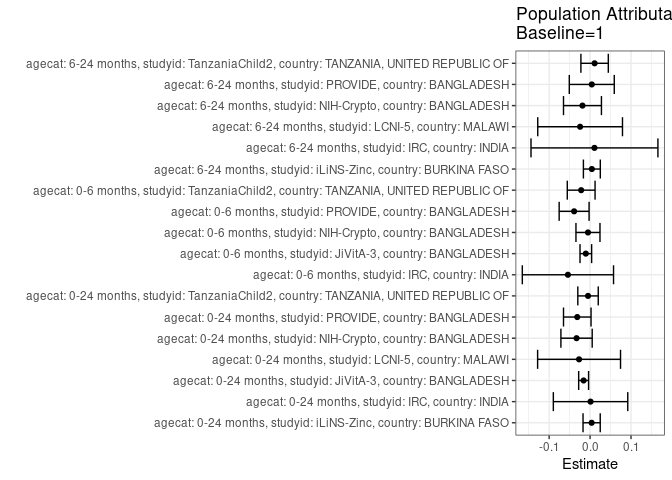 Population Attributa
Baseline=1
agecat: 6-24 months, studyid: TanzaniaChild2, country: TANZANIA, UNITED REPUBLIC OF
agecat: 6-24 months, studyid: PROVIDE, country: BANGLADESH
agecat: 6-24 months, studyid: NIH-Crypto, country: BANGLADESH
agecat: 6-24 months, studyid: LCNI-5, country: MALAWI
agecat: 6-24 months, studyid: IRC, country: INDIA
agecat: 6-24 months, studyid: iLiNS-Zinc, country: BURKINA FASO
agecat: 0-6 months, studyid: TanzaniaChild2, country: TANZANIA, UNITED REPUBLIC OF
agecat: 0-6 months, studyid: PROVIDE, country: BANGLADESH
agecat: 0-6 months, studyid: NIH-Crypto, country: BANGLADESH
agecat: 0-6 months, studyid: JiVitA-3, country: BANGLADESH
agecat: 0-6 months, studyid: IRC, country: INDIA
agecat: 0-24 months, studyid: TanzaniaChild2, country: TANZANIA, UNITED REPUBLIC OF
agecat: 0-24 months, studyid: PROVIDE, country: BANGLADESH
agecat: 0-24 months, studyid: NIH-Crypto, country: BANGLADESH
agecat: 0-24 months, studyid: LCNI-5, country: MALAWI
agecat: 0-24 months, studyid: JiVitA-3, country: BANGLADESH
agecat: 0-24 months, studyid: IRC, country: INDIA
agecat: 0-24 months, studyid: iLiNS-Zinc, country: BURKINA FASO
-0.1 0.0 0.1
Estimate